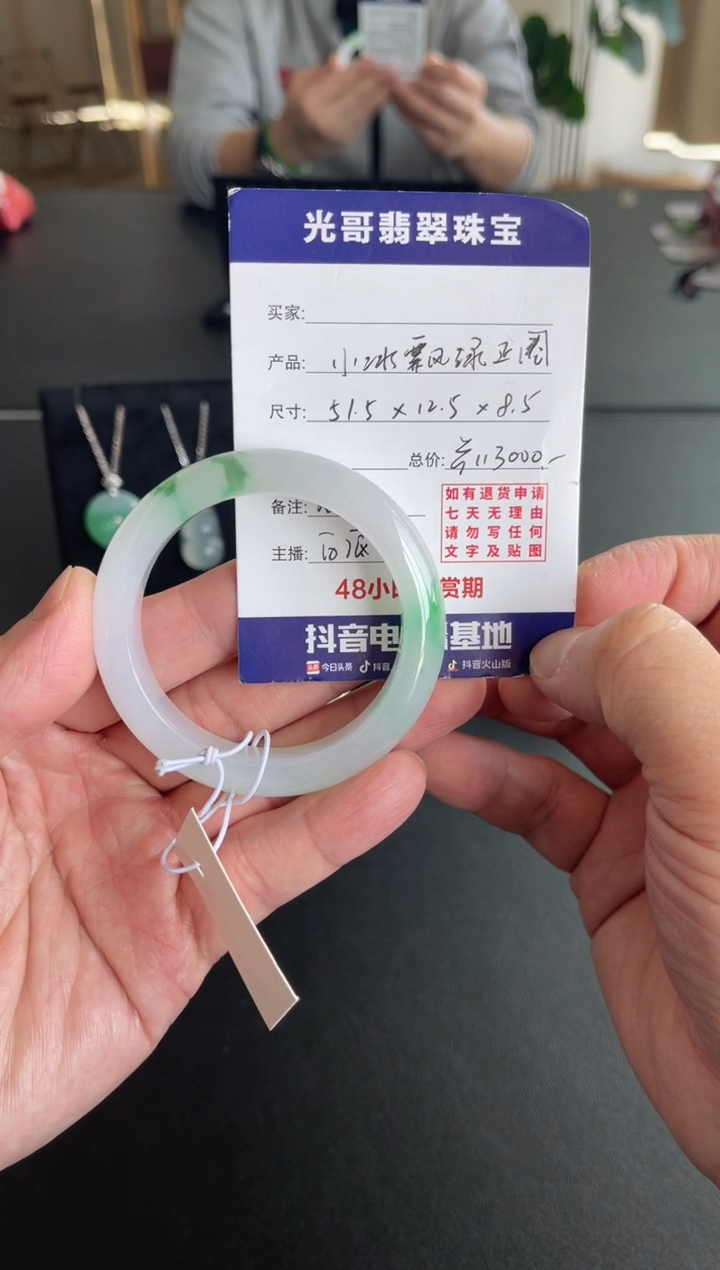 光哥翡翠珠宝
买家:
产品: 小冰飘绿正圈
尺寸: 51.5 × 12.5 × 8.5
总价: 113000.-
备注:
如有退货申请
七天无理由
请勿写任何
文字及贴图
主播:
48小 赏期
抖音电 基地
头条 今日头条 抖音 抖音火山版